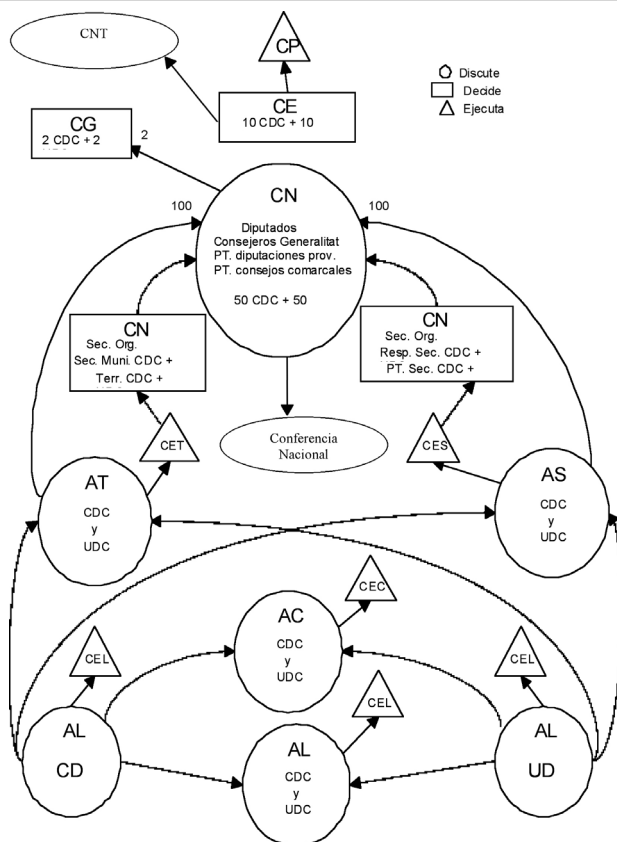 CNT
CP
Discute
Decide
Ejecuta
CE
10 CDC + 10
CG
2 CDC + 2
2
CN
100
100
Diputados
Consejeros Generalitat
PT. diputaciones prov.
PT. consejos comarcales
50 CDC + 50
CN
Sec. Org.
Sec. Muni. CDC +
Terr. CDC +
CN
Sec. Org.
Resp. Sec. CDC +
PT. Sec. CDC +
Conferencia
Nacional
CET
CES
AT
CDC
y
UDC
AS
CDC
y
UDC
CEC
AC
CDC
y
UDC
CEL
CEL
CEL
AL
CD
AL
CDC
y
UDC
AL
UD